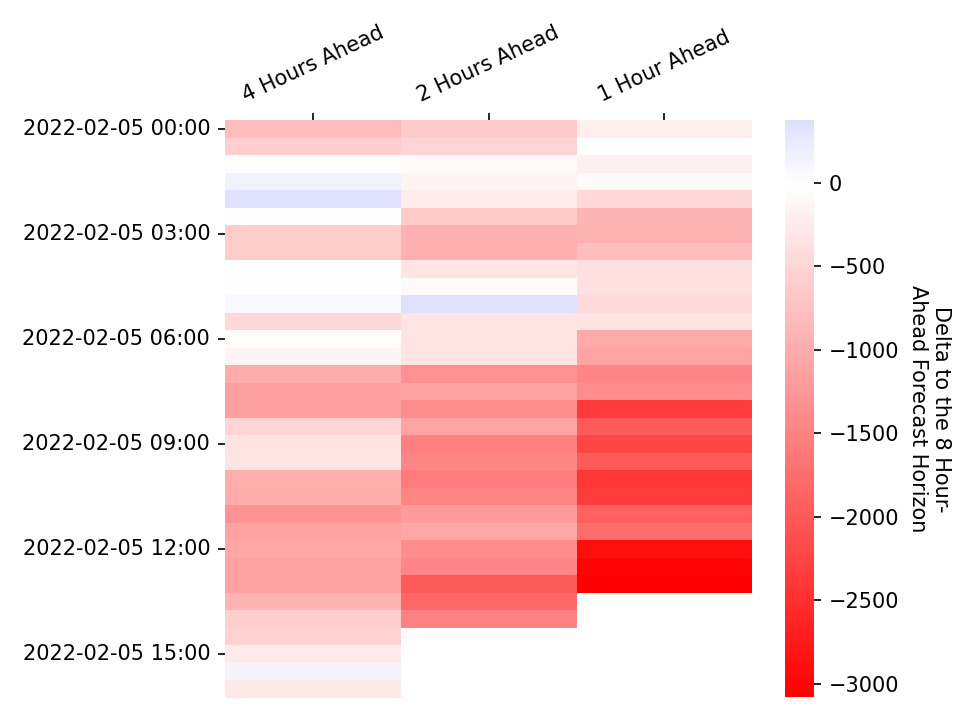 4 Hours Ahead
2 Hours Ahead
1 Hour Ahead
2022-02-05 00:00
2022-02-05 03:00
2022-02-05 06:00
2022-02-05 09:00
2022-02-05 12:00
2022-02-05 15:00
0
−500
−1000
−1500
−2000
−2500
−3000
Delta to the 8 Hour-
Ahead Forecast Horizon